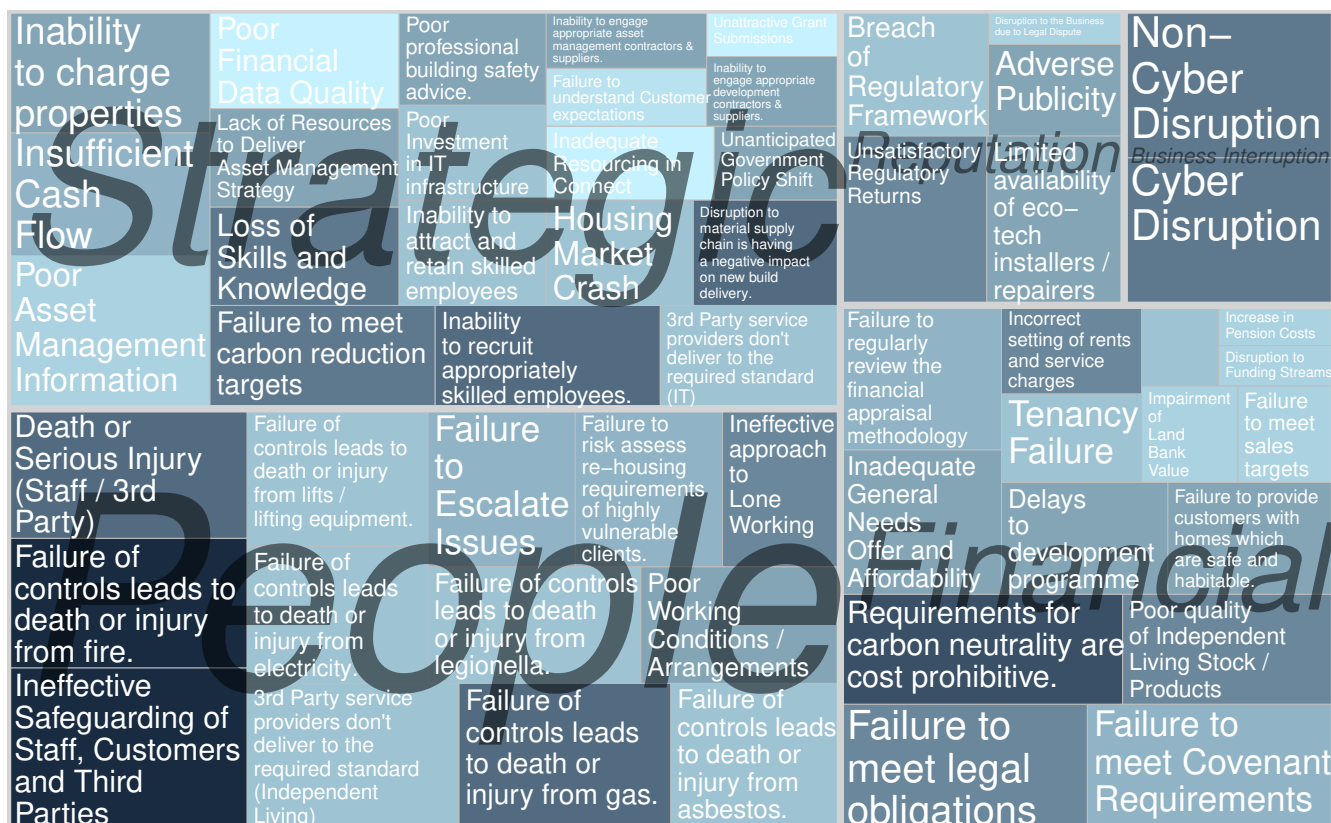 Inability
to charge
properties
Insufficient
Cash
Flow
Poor
Asset
Management
Information
Poor
Financial
Data Quality
Lack of Resources
to Deliver
Asset Management
Strategy
Loss of
Skills and
Knowledge
Poor
professional
building safety
advice.
Poor
Investment
in IT
infrastructure
Inability to
attract and
retain skilled
employees
Inability to engage
appropriate asset
management contractors &
suppliers.
Failure to
understand Customer
expectations
Unattractive Grant
Submissions
Inability to
engage appropriate
development
contractors &
suppliers.
Inadequate
Resourcing in
Connect
Unanticipated
Government
Policy Shift
Housing
Market
Crash
Disruption to
material supply
chain is having
a negative impact
on new build
delivery.
Failure to meet
carbon reduction
targets
Inability
to recruit
appropriately
skilled employees.
3rd Party service
providers don't
deliver to the
required standard
(IT)
Strategic
Breach
of
Regulatory
Framework
Unsatisfactory
Regulatory
Returns
Disruption to the Business
due to Legal Dispute
Adverse
Publicity
Limited
availability
of eco–
tech
installers /
repairers
Reputation
Non–
Cyber
Disruption
Cyber
Disruption
Business Interruption
Death or
Serious Injury
(Staff / 3rd
Party)
Failure of
controls leads to
death or injury
from fire.
Ineffective
Safeguarding of
Staff, Customers
and Third
Parties
Failure of
controls leads to
death or injury
from lifts /
lifting equipment.
Failure of
controls leads
to death or
injury from
electricity.
3rd Party service
providers don't
deliver to the
required standard
(Independent
Living)
Failure
to
Escalate
Issues
Failure to
risk assess
re–housing
requirements
of highly
vulnerable
clients.
Ineffective
approach
to
Lone
Working
Failure of controls
leads to death
or injury from
legionella.
Poor
Working
Conditions /
Arrangements
Failure of
controls leads
to death or
injury from gas.
Failure of
controls leads
to death or
injury from
asbestos.
People
Failure to
regularly
review the
financial
appraisal
methodology
Inadequate
General
Needs
Offer and
Affordability
Incorrect
setting of rents
and service
charges
Increase in
Pension Costs
Disruption to
Funding Streams
Tenancy
Failure
Impairment
of
Land
Bank
Value
Failure
to meet
sales
targets
Delays
to
development
programme
Failure to provide
customers with
homes which
are safe and
habitable.
Requirements for
carbon neutrality are
cost prohibitive.
Poor quality
of Independent
Living Stock /
Products
Failure to
meet legal
obligations
Failure to
meet Covenant
Requirements
Financial